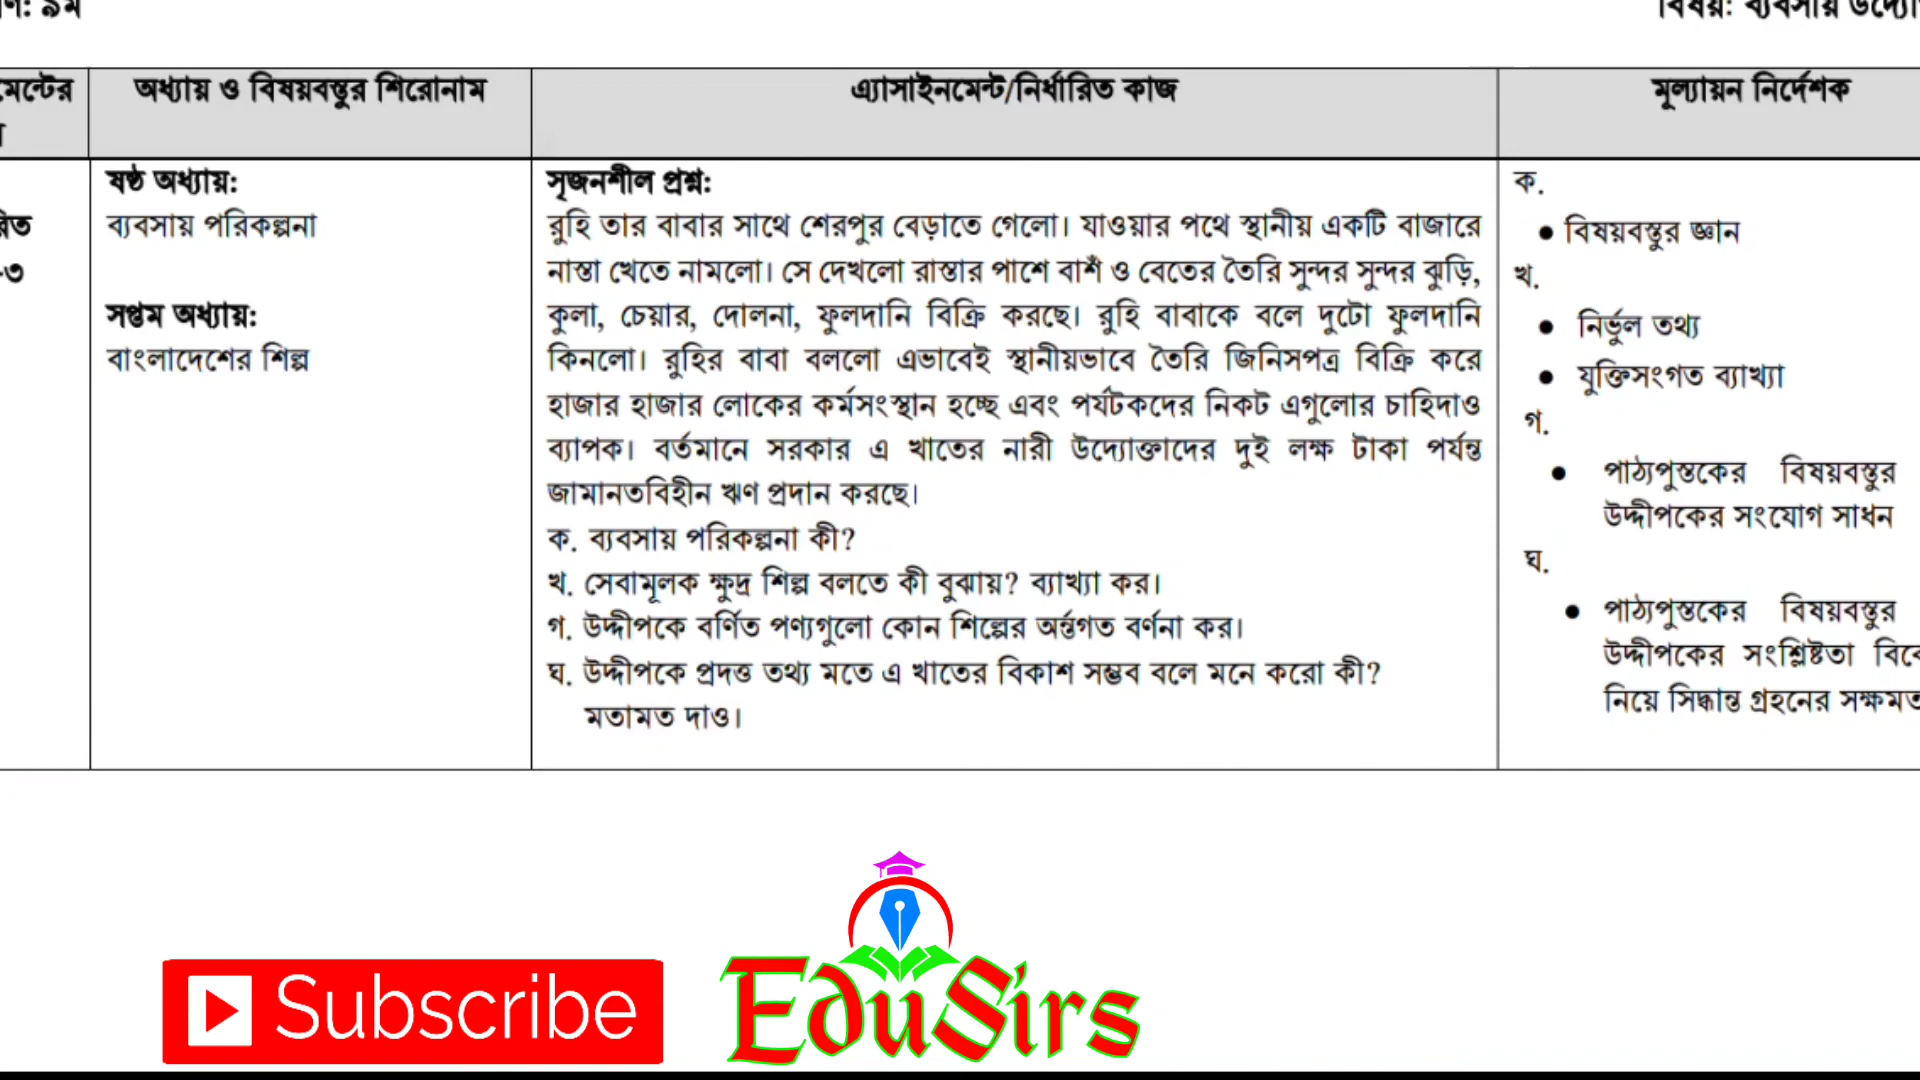 ৯ম
বিষয়: ব্যবসায়
অধ্যায় ও বিষয়বস্তুর শিরোনাম
এ্যাসাইনমেন্ট/নির্ধারিত কাজ
মূল্যায়ন নির্দেশক
ষষ্ঠ অধ্যায়:
ব্যবসায় পরিকল্পনা
সপ্তম অধ্যায়:
বাংলাদেশের শিল্প
সৃজনশীল প্রশ্ন:
রুহি তার বাবার সাথে শেরপুর বেড়াতে গেলো। যাওয়ার পথে স্থানীয় একটি বাজারে
নাস্তা খেতে নামলো। সে দেখলো রাস্তার পাশে বাশঁ ও বেতের তৈরি সুন্দর সুন্দর ঝুড়ি,
কুলা, চেয়ার, দোলনা, ফুলদানি বিক্রি করছে। রুহি বাবাকে বলে দুটো ফুলদানি
কিনলো। রুহির বাবা বললো এভাবেই স্থানীয়ভাবে তৈরি জিনিসপত্র বিক্রি করে
হাজার হাজার লোকের কর্মসংস্থান হচ্ছে এবং পর্যটকদের নিকট এগুলোর চাহিদাও
ব্যাপক। বর্তমানে সরকার এ খাতের নারী উদ্যোক্তাদের দুই লক্ষ টাকা পর্যন্ত
জামানতবিহীন ঋণ প্রদান করছে।
ক. ব্যবসায় পরিকল্পনা কী?
খ. সেবামূলক ক্ষুদ্র শিল্প বলতে কী বুঝায়? ব্যাখ্যা কর।
গ. উদ্দীপকে বর্ণিত পণ্যগুলো কোন শিল্পের অর্ন্তগত বর্ণনা কর।
ঘ. উদ্দীপকে প্রদত্ত তথ্য মতে এ খাতের বিকাশ সম্ভব বলে মনে করো কী?
মতামত দাও।
ক.
● বিষয়বস্তুর জ্ঞান
খ.
● নির্ভুল তথ্য
● যুক্তিসংগত ব্যাখ্যা
গ.
● পাঠ্যপুস্তকের বিষয়বস্তুর
উদ্দীপকের সংযোগ সাধন
ঘ.
● পাঠ্যপুস্তকের বিষয়বস্তুর
উদ্দীপকের সংশ্লিষ্টতা
নিয়ে সিদ্ধান্ত গ্রহনের
Subscribe
EduSirs